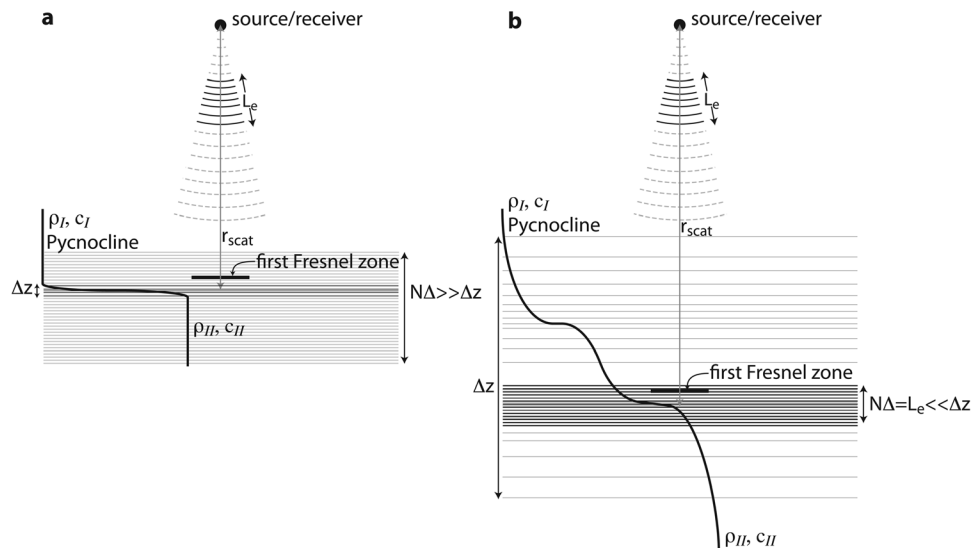 a
source/receiver
L_e
ρ_I, c_I
Pycnocline
r_scat
first Fresnel zone
Δz
NΔ>>Δz
ρ_II, c_II
b
source/receiver
L_e
ρ_I, c_I
Pycnocline
r_scat
first Fresnel zone
Δz
NΔ=L_e<<Δz
ρ_II, c_II